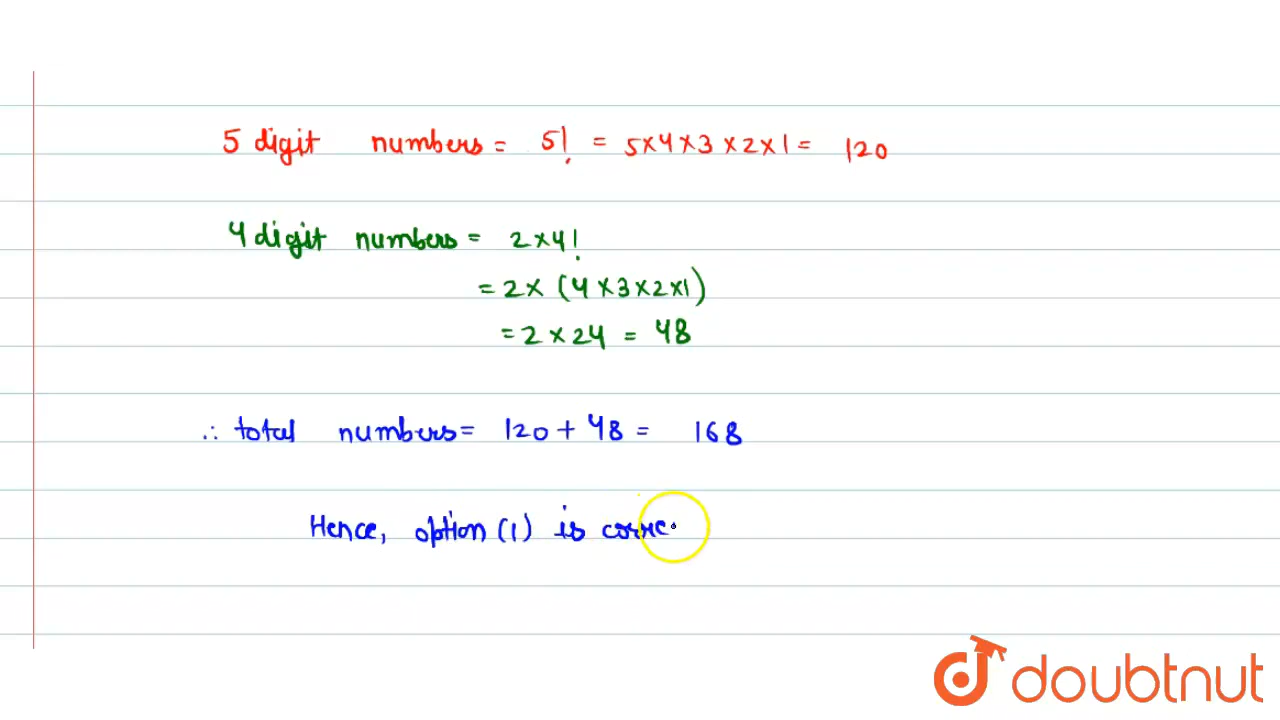 5 digit numbers = 5! = 5×4×3×2×1 = 120
4 digit numbers = 2×4!
= 2× (4×3×2×1)
= 2×24 = 48
∴ total numbers = 120 + 48 = 168
Hence, option (1) is correc
doubtnut